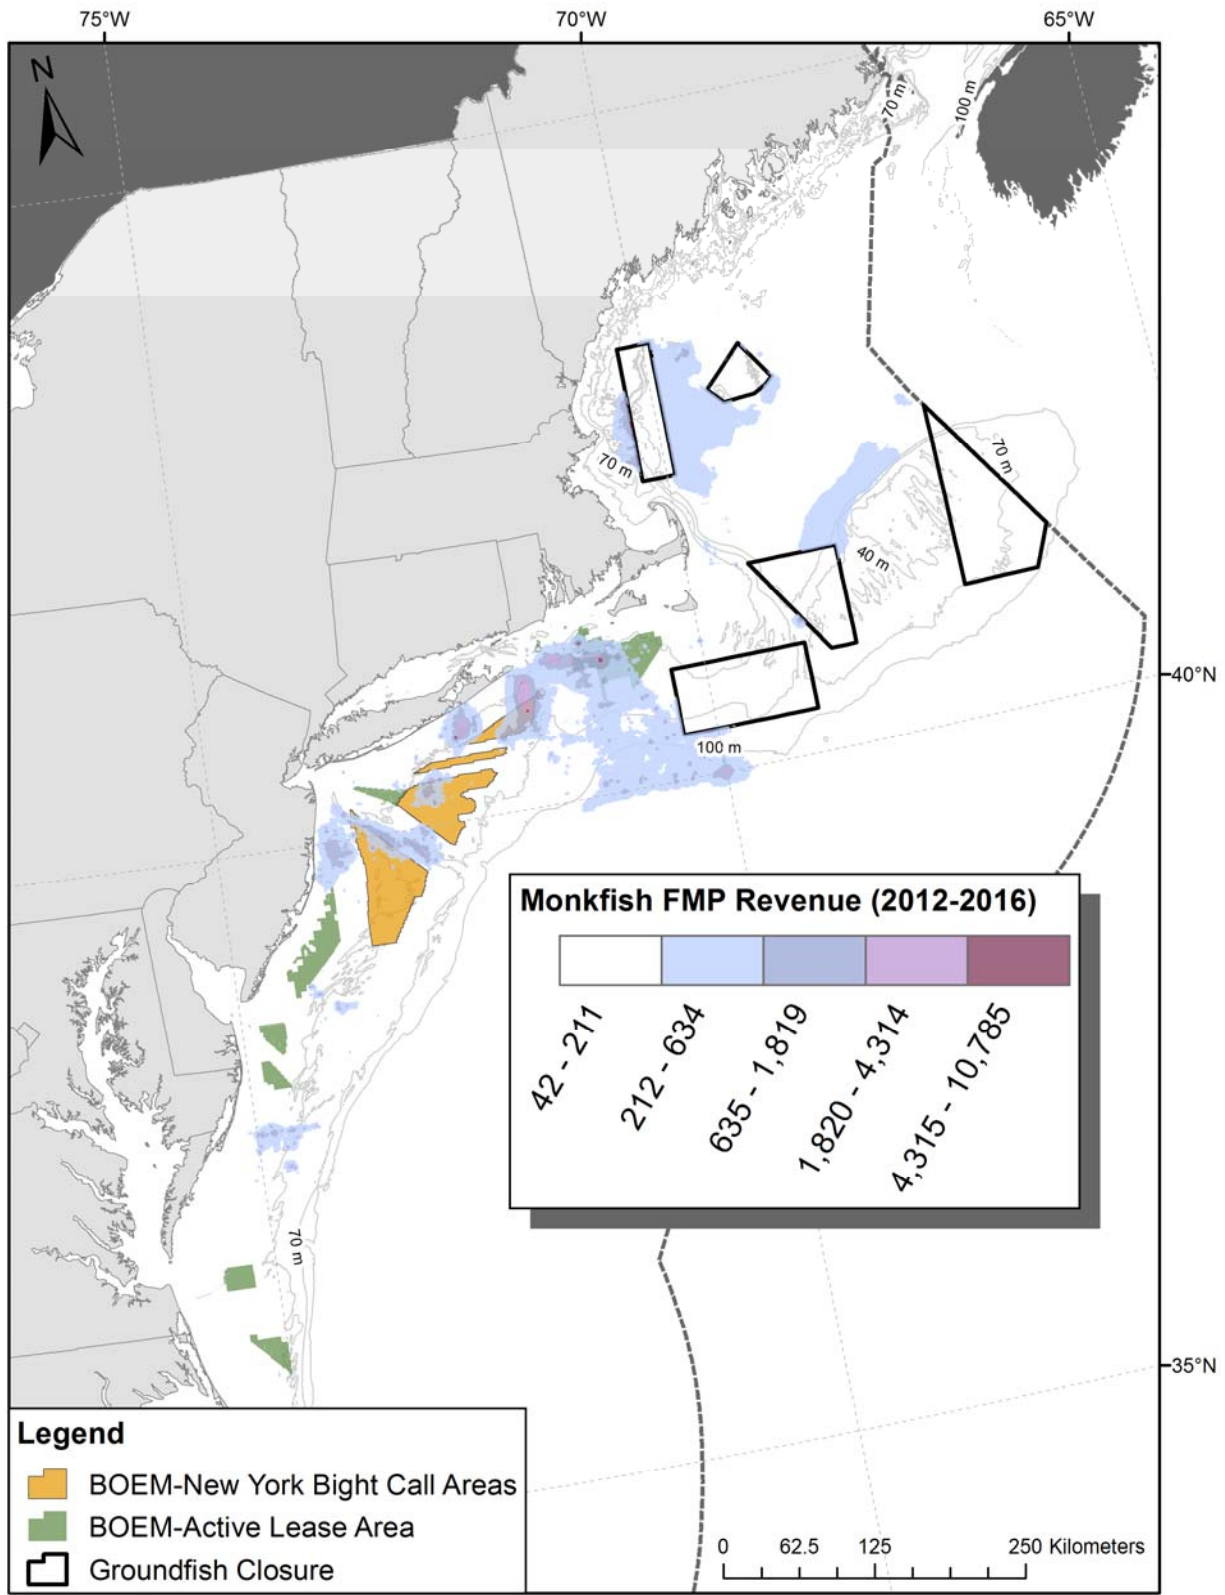 75°W 70°W 65°W
N
70 m
100 m
70 m
70 m
40 m
40°N
100 m
Monkfish FMP Revenue (2012-2016)
42 - 211
212 - 634
635 - 1,819
1,820 - 4,314
4,315 - 10,785
70 m
35°N
Legend
BOEM-New York Bight Call Areas
BOEM-Active Lease Area
Groundfish Closure
0 62.5 125 250 Kilometers